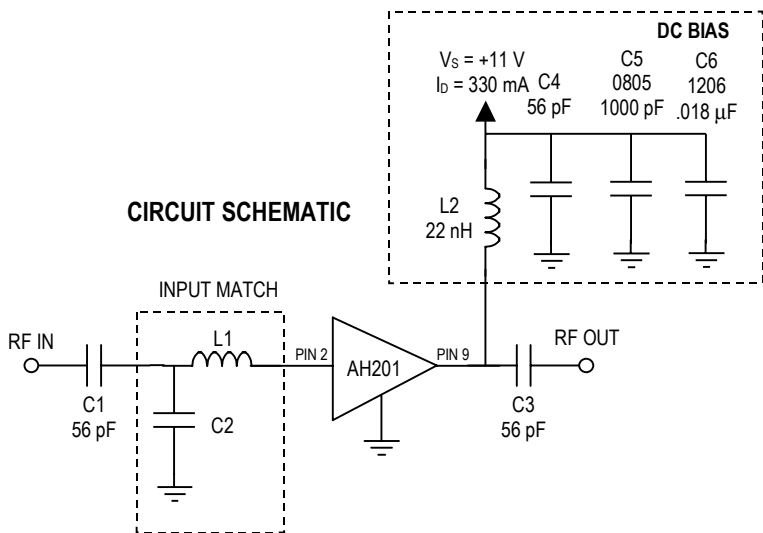 DC BIAS
VS = +11 V
ID = 330 mA
C4
56 pF
C5
0805
1000 pF
C6
1206
.018 μF
L2
22 nH
CIRCUIT SCHEMATIC
INPUT MATCH
RF IN
C1
56 pF
L1
C2
PIN 2
AH201
PIN 9
RF OUT
C3
56 pF